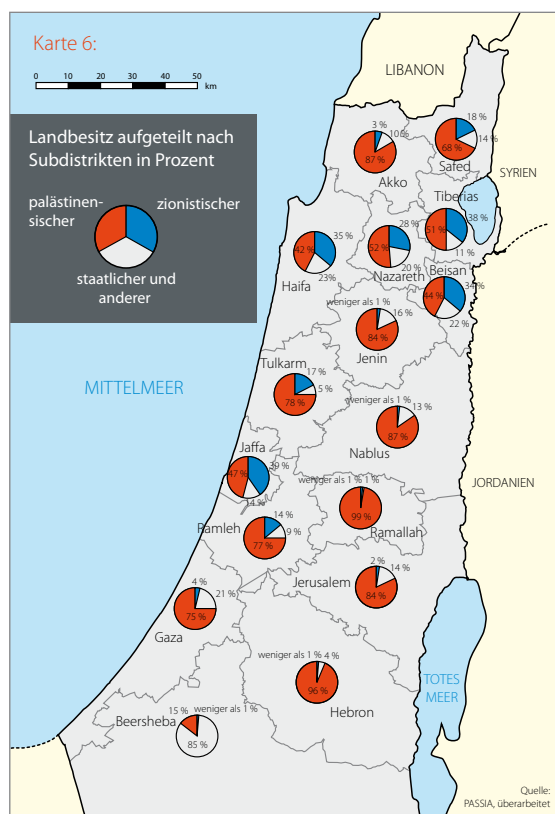 Karte 6:
0 10 20 30 40 50
km
Landbesitz aufgeteilt nach
Subdistrikten in Prozent
palästinen-
sischer
zionistischer
staatlicher und
anderer
LIBANON
SYRIEN
JORDANIEN
MITTELMEER
TOTES
MEER
3 %
10 %
87 %
Akko
18 %
14 %
68 %
Safed
Tiberias
38 %
51 %
11 %
35 %
42 %
23%
Haifa
28 %
52 %
20 %
Nazareth
Beisan
34 %
44 %
22 %
weniger als 1 %
16 %
84 %
Jenin
Tulkarm
17 %
5 %
78 %
weniger als 1 %
13 %
87 %
Nablus
Jaffa
39 %
47 %
14 %
weniger als 1 % 1 %
99 %
Ramallah
Ramleh
14 %
9 %
77 %
Jerusalem
2 %
14 %
84 %
4 %
21 %
75 %
Gaza
weniger als 1 % 4 %
96 %
Hebron
Beersheba
15 % weniger als 1 %
85 %
Quelle:
PASSIA, überarbeitet